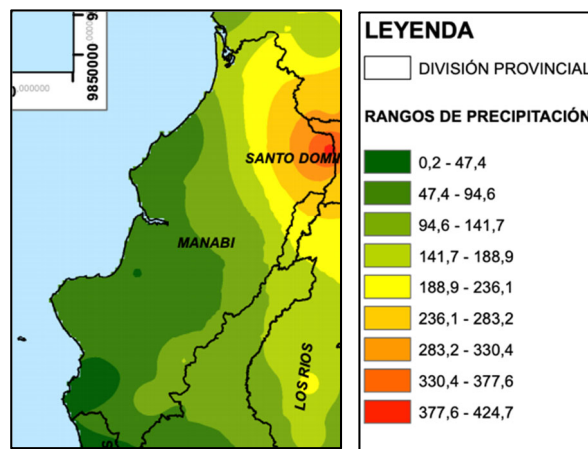 9850000
000000
SANTO DOMI
MANABI
LOS RIOS
S
LEYENDA
DIVISIÓN PROVINCIAL
RANGOS DE PRECIPITACIÓN
0,2 - 47,4
47,4 - 94,6
94,6 - 141,7
141,7 - 188,9
188,9 - 236,1
236,1 - 283,2
283,2 - 330,4
330,4 - 377,6
377,6 - 424,7